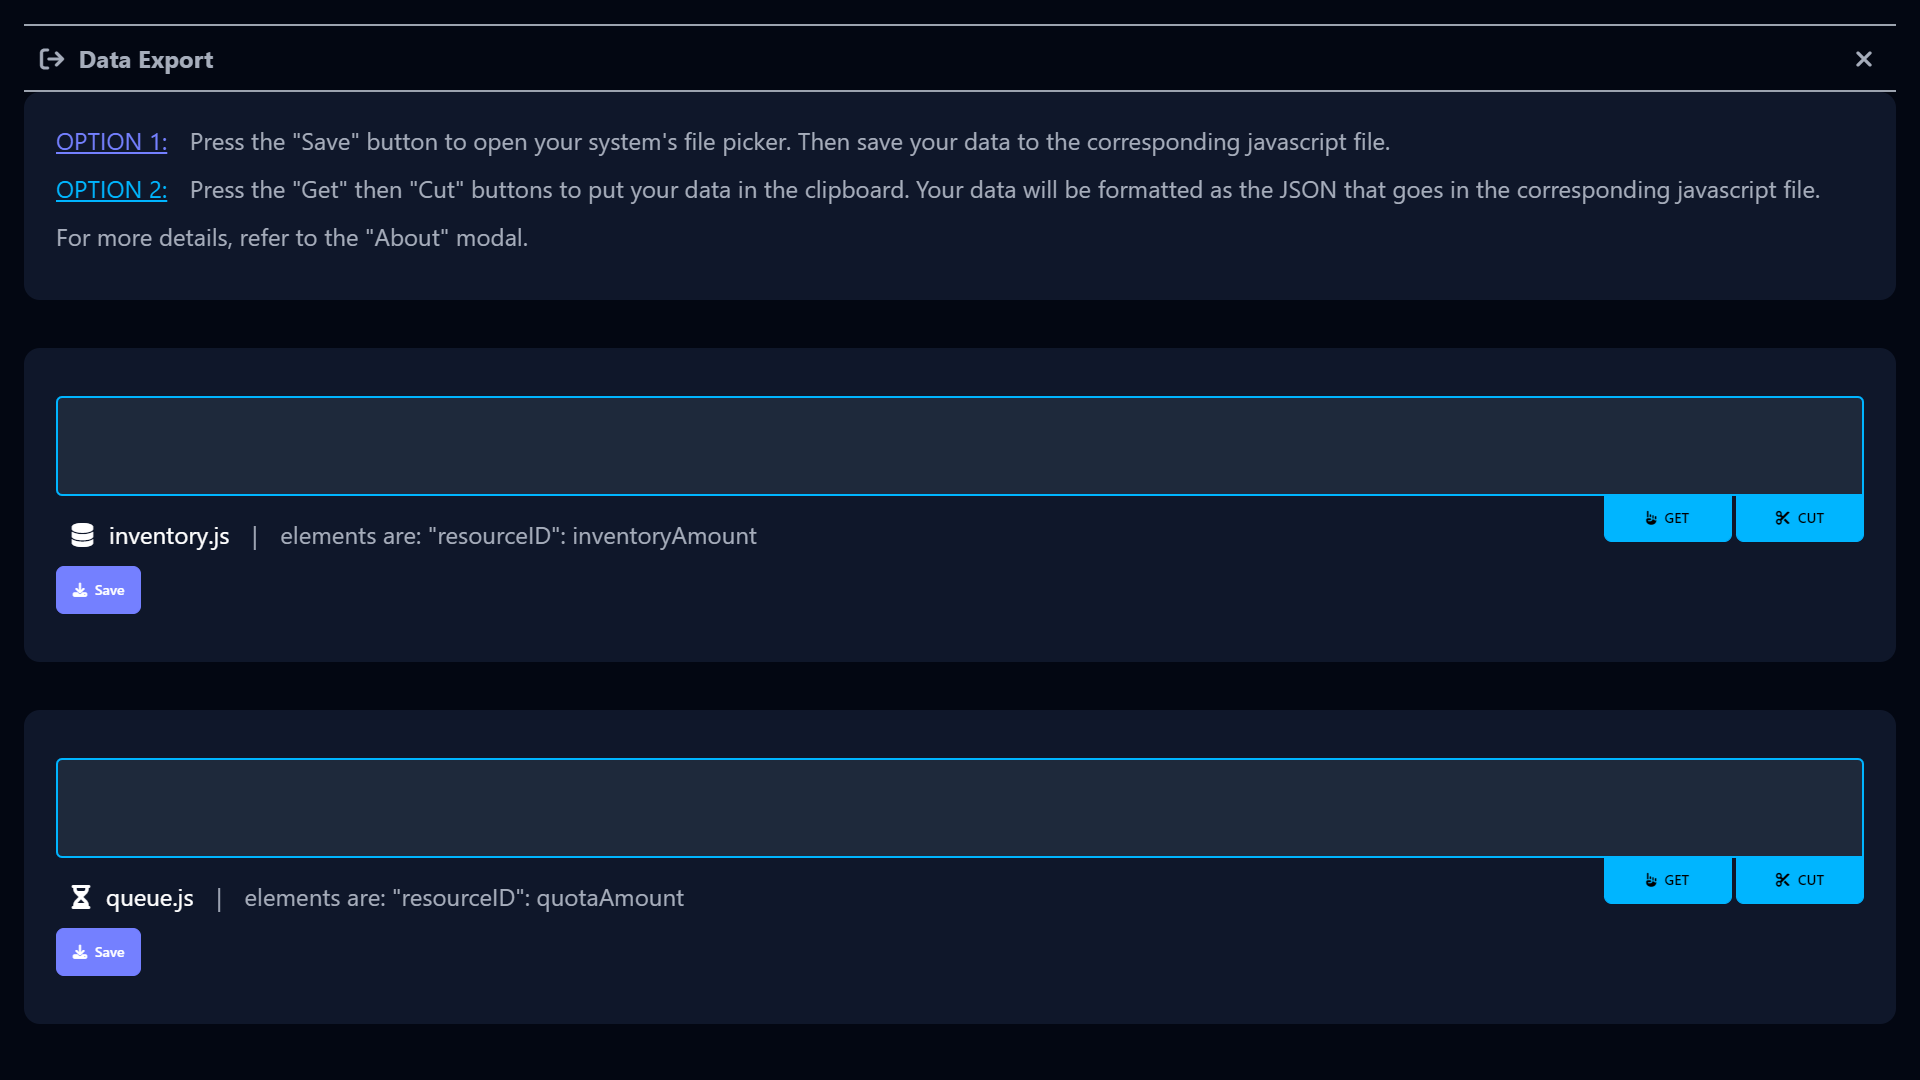 Data Export
OPTION 1: Press the "Save" button to open your system's file picker. Then save your data to the corresponding javascript file.
OPTION 2: Press the "Get" then "Cut" buttons to put your data in the clipboard. Your data will be formatted as the JSON that goes in the corresponding javascript file.
For more details, refer to the "About" modal.
GET CUT
inventory.js | elements are: "resourceID": inventoryAmount
Save
GET CUT
queue.js | elements are: "resourceID": quotaAmount
Save